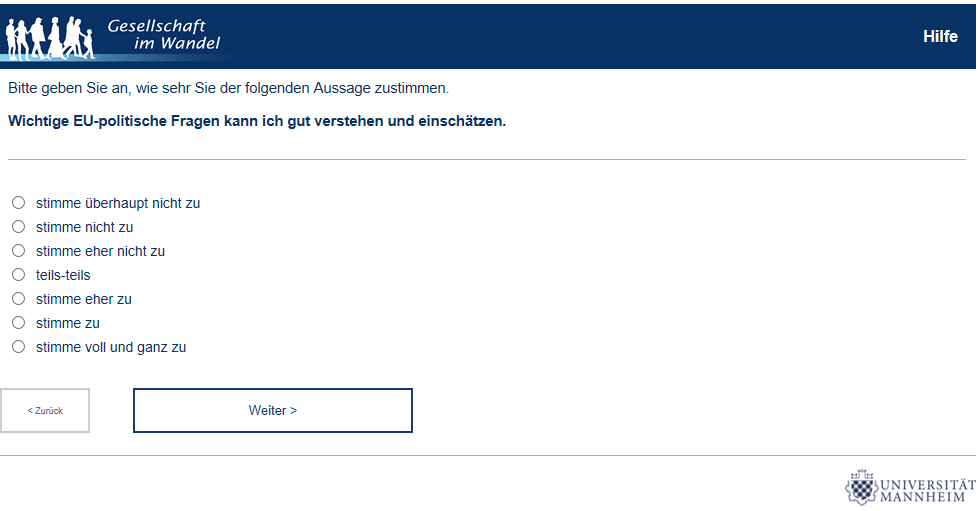 Gesellschaft
im Wandel
Hilfe
Bitte geben Sie an, wie sehr Sie der folgenden Aussage zustimmen.
Wichtige EU-politische Fragen kann ich gut verstehen und einschätzen.
stimme überhaupt nicht zu
stimme nicht zu
stimme eher nicht zu
teils-teils
stimme eher zu
stimme zu
stimme voll und ganz zu
< Zurück
Weiter >
UNIVERSITÄT
MANNHEIM